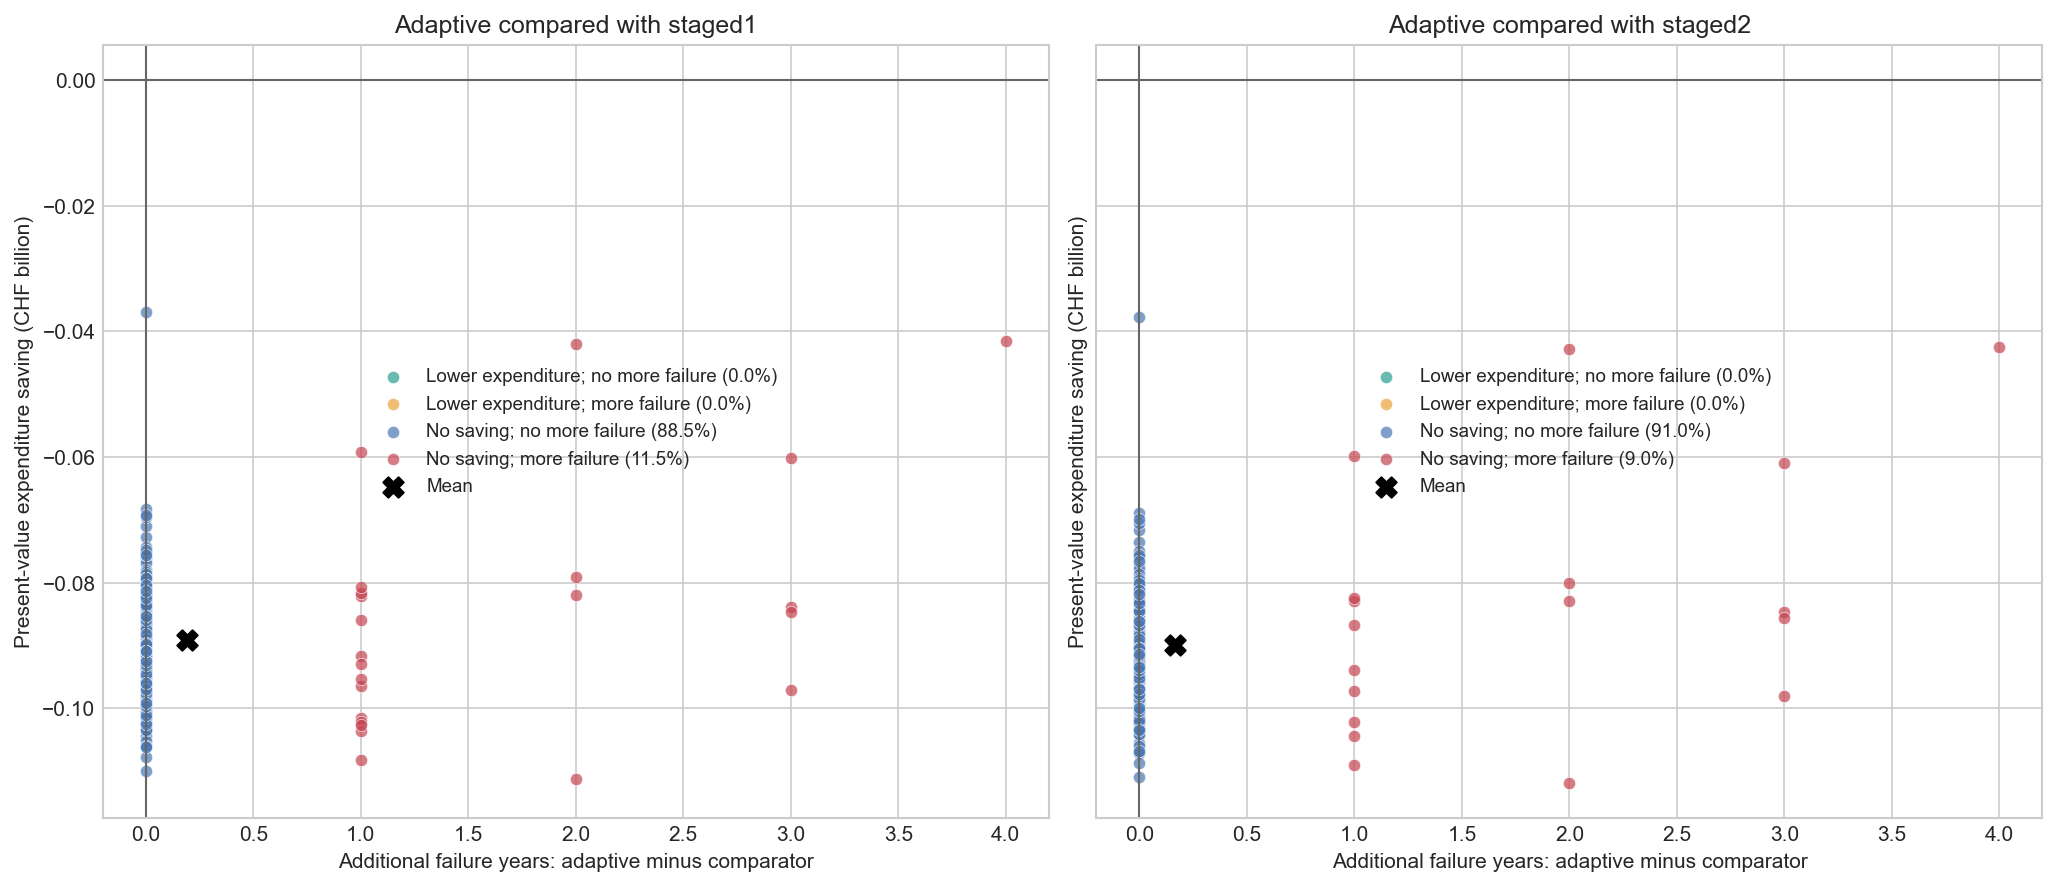 Adaptive compared with staged1
Present-value expenditure saving (CHF billion)
0.00
−0.02
−0.04
−0.06
−0.08
−0.10
Lower expenditure; no more failure (0.0%)
Lower expenditure; more failure (0.0%)
No saving; no more failure (88.5%)
No saving; more failure (11.5%)
Mean
0.0 0.5 1.0 1.5 2.0 2.5 3.0 3.5 4.0
Additional failure years: adaptive minus comparator
Adaptive compared with staged2
Present-value expenditure saving (CHF billion)
Lower expenditure; no more failure (0.0%)
Lower expenditure; more failure (0.0%)
No saving; no more failure (91.0%)
No saving; more failure (9.0%)
Mean
0.0 0.5 1.0 1.5 2.0 2.5 3.0 3.5 4.0
Additional failure years: adaptive minus comparator